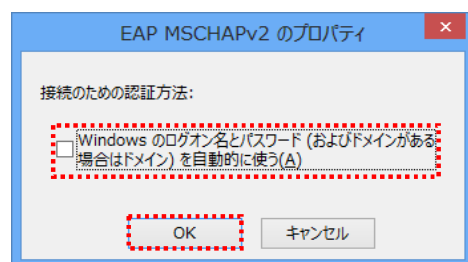 EAP MSCHAPv2 のプロパティ
接続のための認証方法:
Windows のログオン名とパスワード (およびドメインがある
場合はドメイン) を自動的に使う(A)
OK
キャンセル